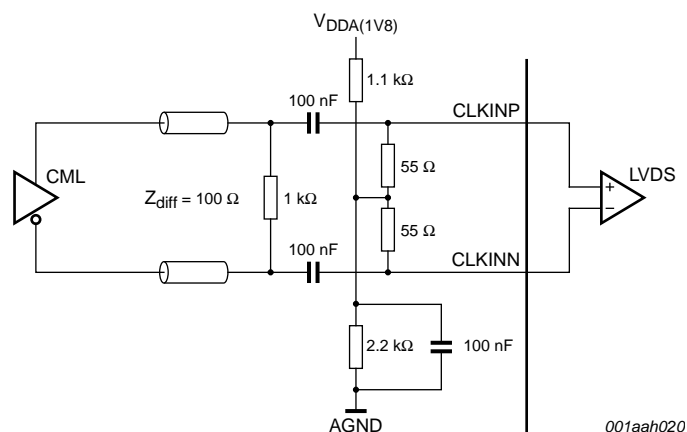 VDDA(1V8)
1.1 kΩ
100 nF
CLKINP
55 Ω
CML
LVDS
Zdiff = 100 Ω
1 kΩ
+
−
55 Ω
100 nF
CLKINN
2.2 kΩ
100 nF
AGND
001aah020